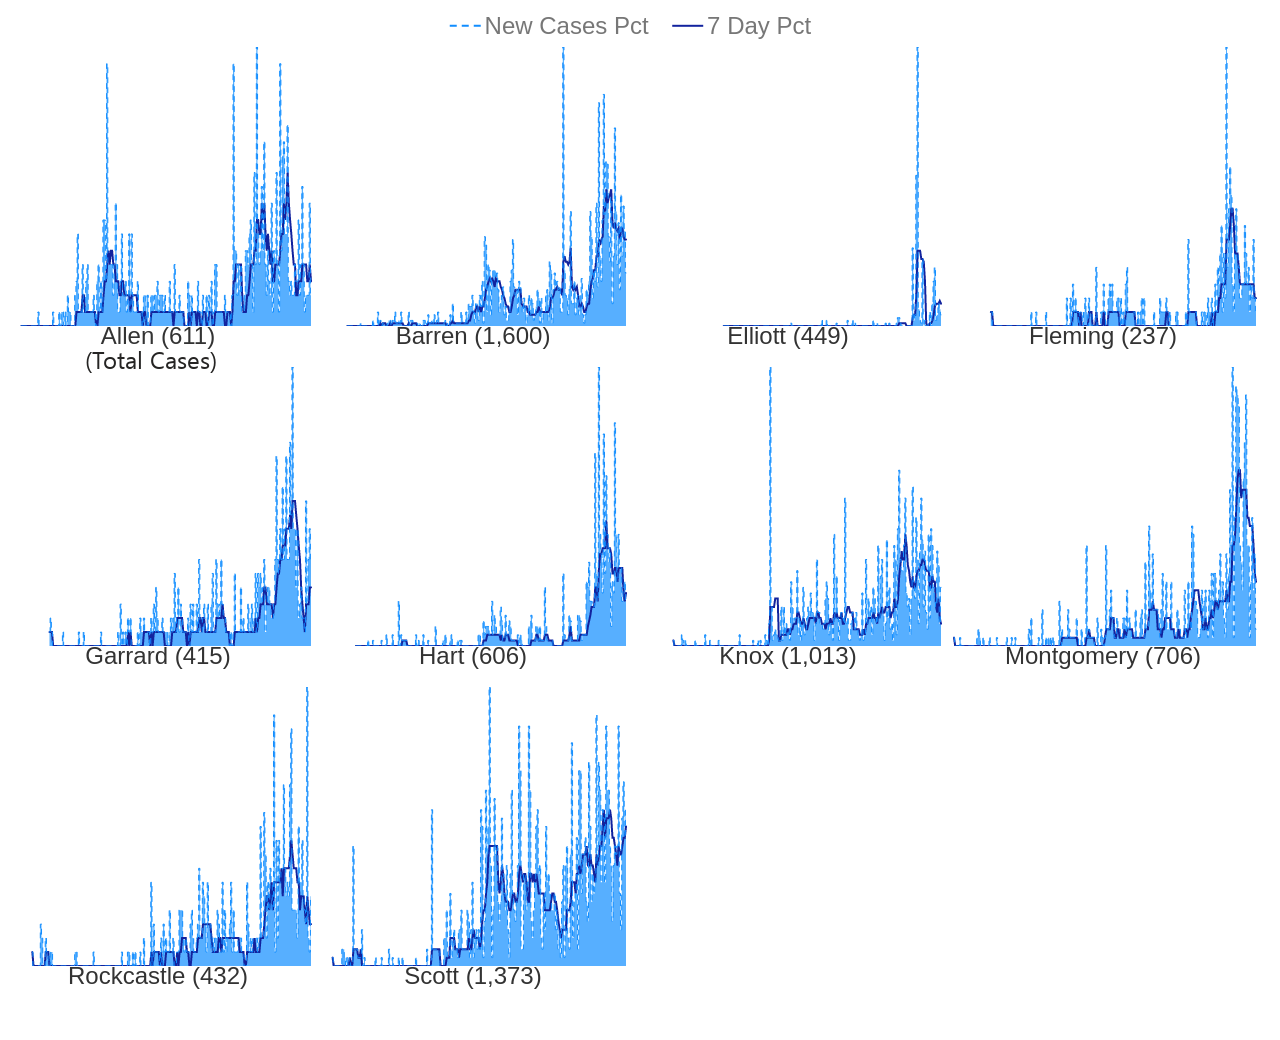 New Cases Pct 7 Day Pct
Allen (611) Barren (1,600) Elliott (449) Fleming (237)
(Total Cases)
Garrard (415) Hart (606) Knox (1,013) Montgomery (706)
Rockcastle (432) Scott (1,373)